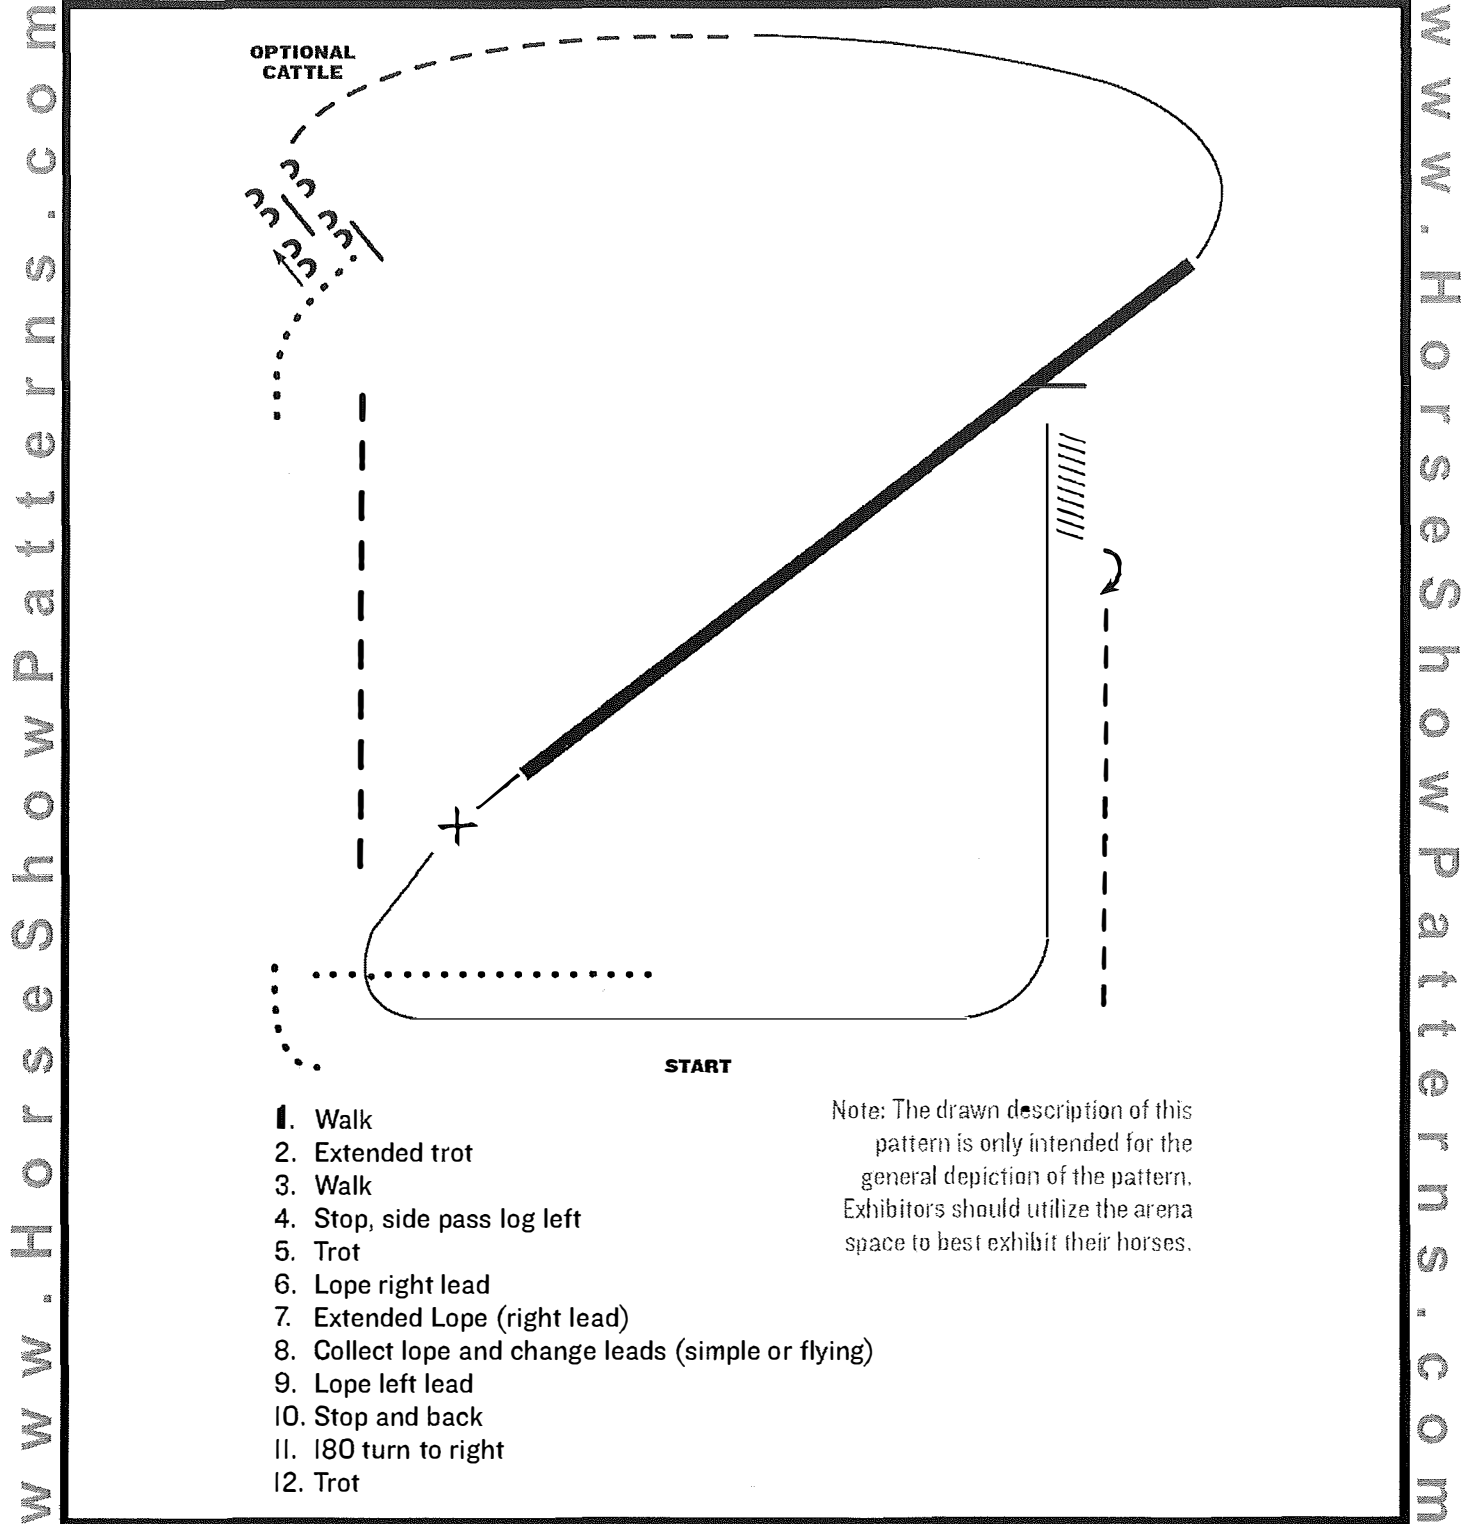 www.HorseShowPatterns.com
OPTIONAL
CATTLE
START
1. Walk
2. Extended trot
3. Walk
4. Stop, side pass log left
5. Trot
6. Lope right lead
7. Extended Lope (right lead)
8. Collect lope and change leads (simple or flying)
9. Lope left lead
10. Stop and back
11. 180 turn to right
12. Trot
Note: The drawn description of this
pattern is only intended for the
general depiction of the pattern.
Exhibitors should utilize the arena
space to best exhibit their horses.
www.HorseShowPatterns.com